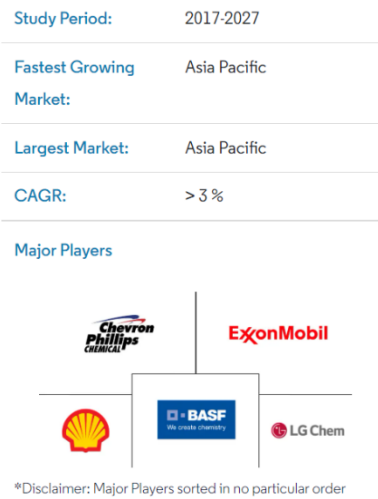 Study Period: 2017-2027
Fastest Growing Asia Pacific
Market:
Largest Market: Asia Pacific
CAGR: > 3 %
Major Players
Chevron
Phillips
CHEMICAL
ExxonMobil
BASF
We create chemistry
LG Chem
*Disclaimer: Major Players sorted in no particular order